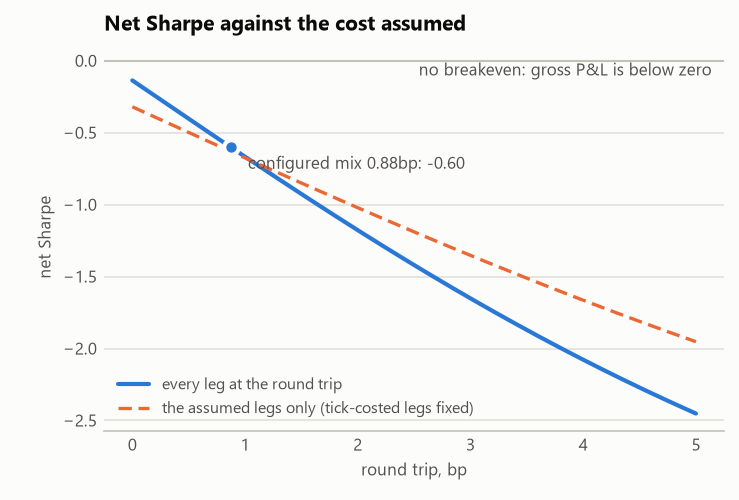 Net Sharpe against the cost assumed
0.0
no breakeven: gross P&L is below zero
−0.5
configured mix 0.88bp: -0.60
−1.0
net Sharpe
−1.5
−2.0
every leg at the round trip
the assumed legs only (tick-costed legs fixed)
−2.5
0 1 2 3 4 5
round trip, bp